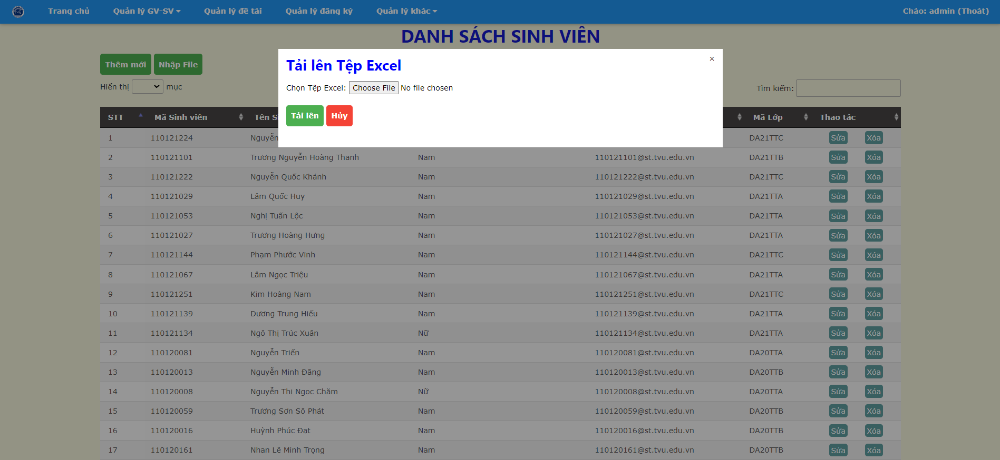 Trang chủ Quản lý GV-SV Quản lý đề tài Quản lý đăng ký Quản lý khác Chào: admin (Thoát)
DANH SÁCH SINH VIÊN
Thêm mới Nhập File
Tải lên Tệp Excel ×
Hiển thị mục Chọn Tệp Excel: Choose File No file chosen Tìm kiếm:
Tải lên Hủy
STT Mã Sinh viên Tên Mã Lớp Thao tác
1 110121224 Nguyễn DA21TTC Sửa Xóa
2 110121101 Trương Nguyễn Hoàng Thanh Nam 110121101@st.tvu.edu.vn DA21TTB Sửa Xóa
3 110121222 Nguyễn Quốc Khánh Nam 110121222@st.tvu.edu.vn DA21TTC Sửa Xóa
4 110121029 Lâm Quốc Huy Nam 110121029@st.tvu.edu.vn DA21TTA Sửa Xóa
5 110121053 Nghị Tuấn Lộc Nam 110121053@st.tvu.edu.vn DA21TTA Sửa Xóa
6 110121027 Trương Hoàng Hưng Nam 110121027@st.tvu.edu.vn DA21TTA Sửa Xóa
7 110121144 Phạm Phước Vinh Nam 110121144@st.tvu.edu.vn DA21TTC Sửa Xóa
8 110121067 Lâm Ngọc Triệu Nam 110121067@st.tvu.edu.vn DA21TTA Sửa Xóa
9 110121251 Kim Hoàng Nam Nam 110121251@st.tvu.edu.vn DA21TTC Sửa Xóa
10 110121139 Dương Trung Hiếu Nam 110121139@st.tvu.edu.vn DA21TTA Sửa Xóa
11 110121134 Ngô Thị Trúc Xuân Nữ 110121134@st.tvu.edu.vn DA21TTA Sửa Xóa
12 110120081 Nguyễn Triến Nam 110120081@st.tvu.edu.vn DA20TTA Sửa Xóa
13 110120013 Nguyễn Minh Đăng Nam 110120013@st.tvu.edu.vn DA20TTB Sửa Xóa
14 110120008 Nguyễn Thị Ngọc Chăm Nữ 110120008@st.tvu.edu.vn DA20TTA Sửa Xóa
15 110120059 Trương Sơn Sô Phát Nam 110120059@st.tvu.edu.vn DA20TTB Sửa Xóa
16 110120016 Huỳnh Phúc Đạt Nam 110120016@st.tvu.edu.vn DA20TTB Sửa Xóa
17 110120161 Nhan Lê Minh Trọng Nam 110120161@st.tvu.edu.vn DA20TTB Sửa Xóa